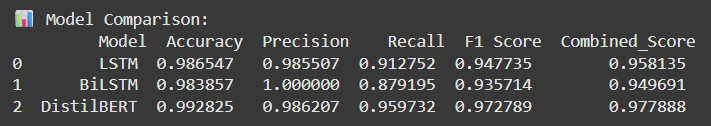 📊 Model Comparison:
Model Accuracy Precision Recall F1 Score Combined_Score
0 LSTM 0.986547 0.985507 0.912752 0.947735 0.958135
1 BiLSTM 0.983857 1.000000 0.879195 0.935714 0.949691
2 DistilBERT 0.992825 0.986207 0.959732 0.972789 0.977888